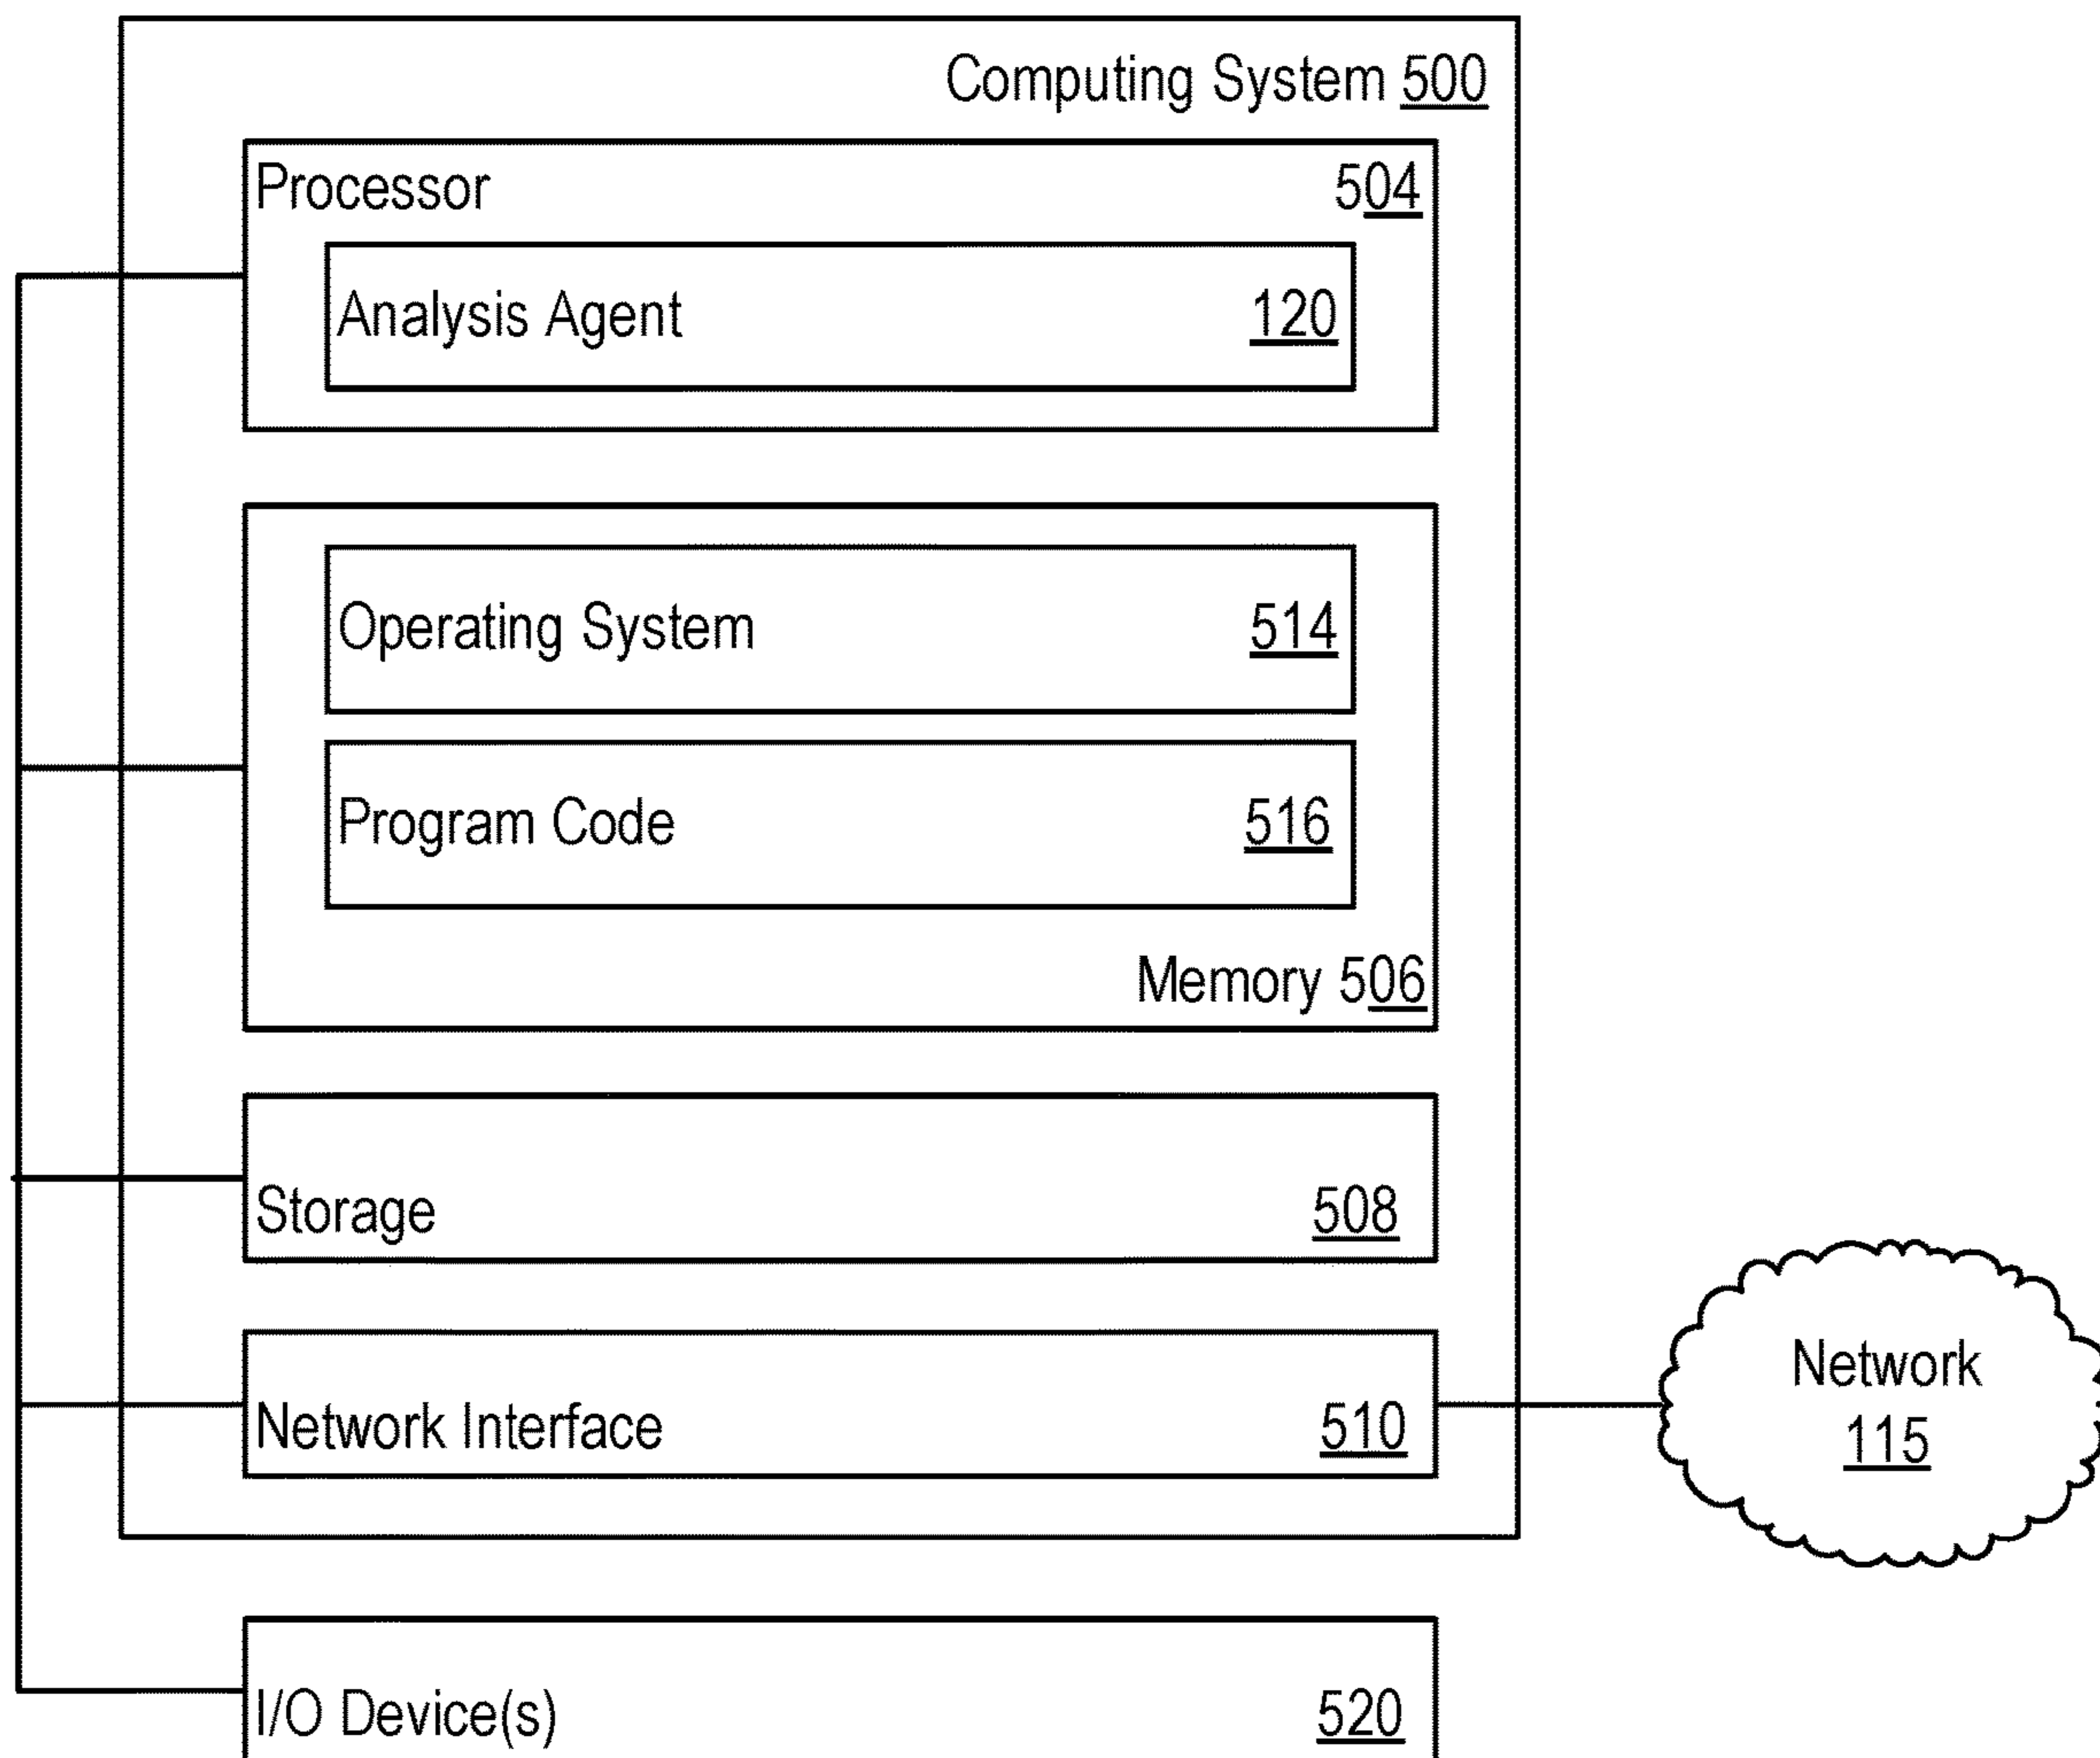 Computing System 500
Processor 504
Analysis Agent 120
Operating System 514
Program Code 516
Memory 506
Storage 508
Network Interface 510
Network
115
I/O Device(s) 520